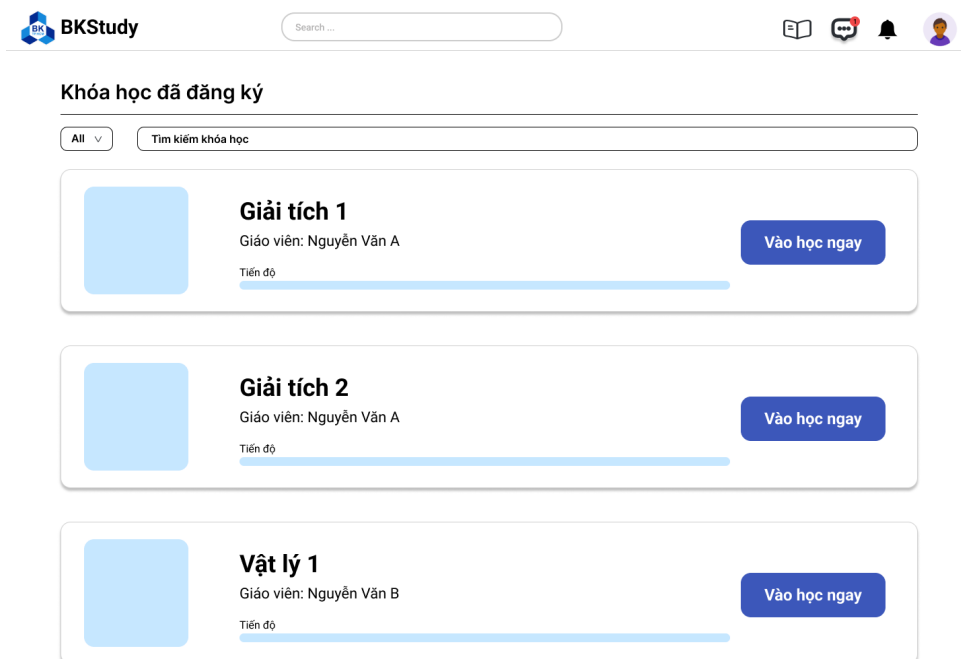 BK
BKStudy
Search ...
1
Khóa học đã đăng ký
All
Tìm kiếm khóa học
Giải tích 1
Giáo viên: Nguyễn Văn A
Tiến độ
Vào học ngay
Giải tích 2
Giáo viên: Nguyễn Văn A
Tiến độ
Vào học ngay
Vật lý 1
Giáo viên: Nguyễn Văn B
Tiến độ
Vào học ngay